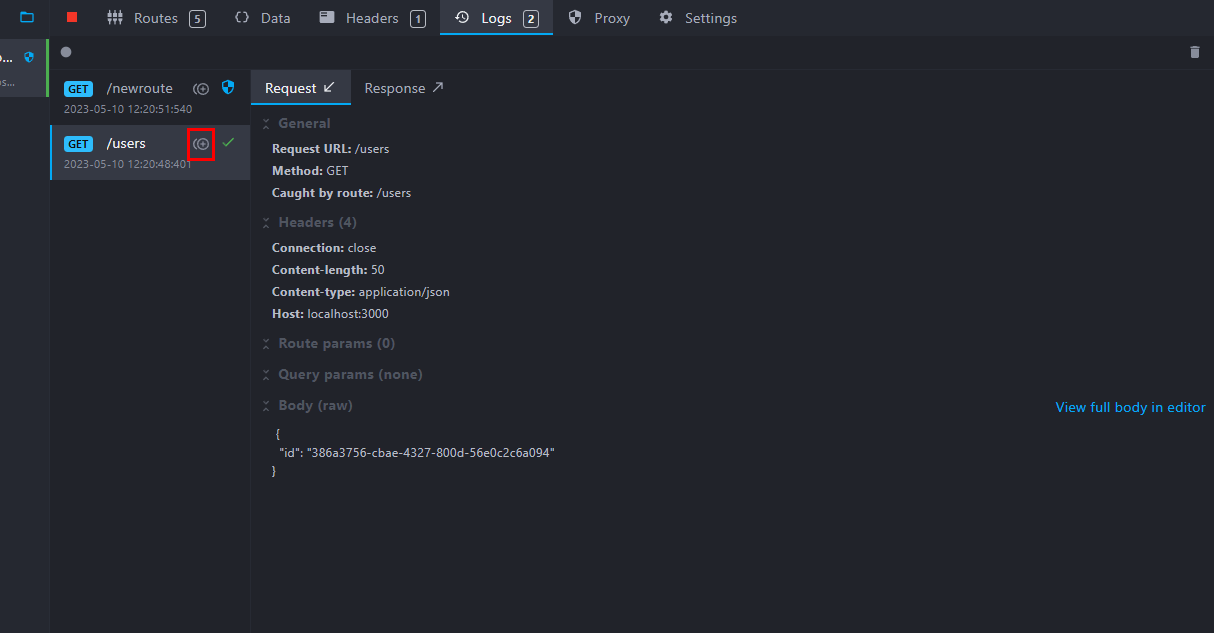 Routes 5 Data Headers 1 Logs 2 Proxy Settings
o...
os...
GET /newroute
2023-05-10 12:20:51:540
GET /users
2023-05-10 12:20:48:401
Request Response
General
Request URL: /users
Method: GET
Caught by route: /users
Headers (4)
Connection: close
Content-length: 50
Content-type: application/json
Host: localhost:3000
Route params (0)
Query params (none)
Body (raw)
View full body in editor
{
"id": "386a3756-cbae-4327-800d-56e0c2c6a094"
}